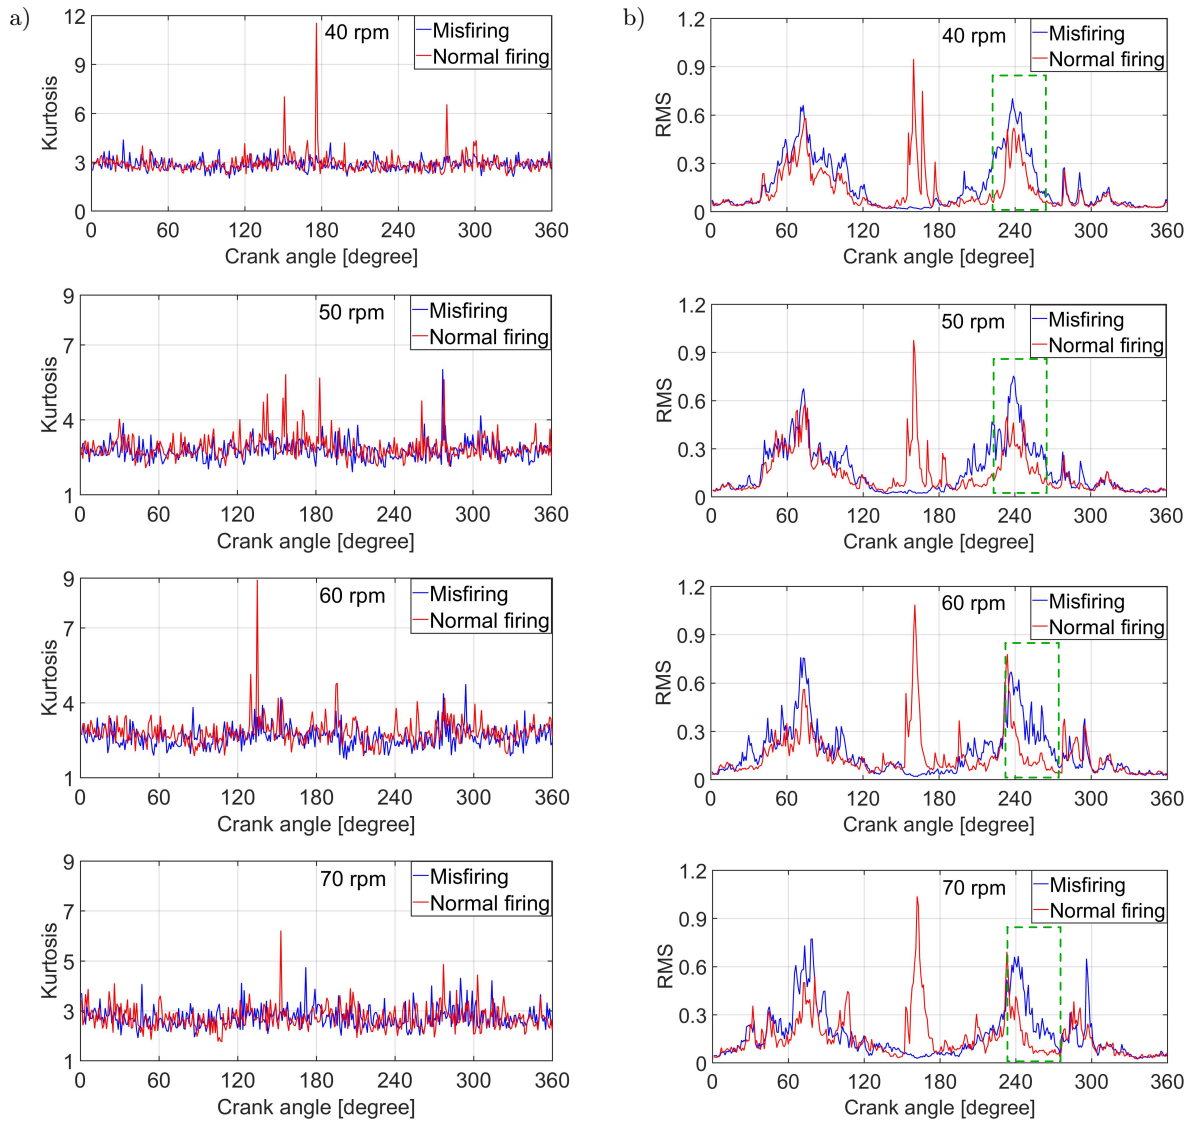 a)
12
9
6
3
0
Kurtosis
40 rpm
Misfiring
Normal firing
0 60 120 180 240 300 360
Crank angle [degree]
9
7
4
1
Kurtosis
50 rpm
Misfiring
Normal firing
0 60 120 180 240 300 360
Crank angle [degree]
9
7
4
1
Kurtosis
60 rpm
Misfiring
Normal firing
0 60 120 180 240 300 360
Crank angle [degree]
9
7
5
3
1
Kurtosis
70 rpm
Misfiring
Normal firing
0 60 120 180 240 300 360
Crank angle [degree]
b)
1.2
0.9
0.6
0.3
0
RMS
40 rpm
Misfiring
Normal firing
0 60 120 180 240 300 360
Crank angle [degree]
1.2
0.9
0.6
0.3
0
RMS
50 rpm
Misfiring
Normal firing
0 60 120 180 240 300 360
Crank angle [degree]
1.2
0.9
0.6
0.3
0
RMS
60 rpm
Misfiring
Normal firing
0 60 120 180 240 300 360
Crank angle [degree]
1.2
0.9
0.6
0.3
0
RMS
70 rpm
Misfiring
Normal firing
0 60 120 180 240 300 360
Crank angle [degree]